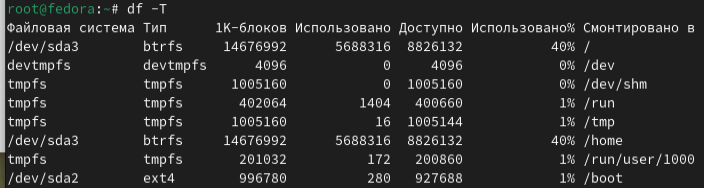 root@fedora:~# df -T
Файловая система Тип 1K-блоков Использовано Доступно Использовано% Смонтировано в
/dev/sda3 btrfs 14676992 5688316 8826132 40% /
devtmpfs devtmpfs 4096 0 4096 0% /dev
tmpfs tmpfs 1005160 0 1005160 0% /dev/shm
tmpfs tmpfs 402064 1404 400660 1% /run
tmpfs tmpfs 1005160 16 1005144 1% /tmp
/dev/sda3 btrfs 14676992 5688316 8826132 40% /home
tmpfs tmpfs 201032 172 200860 1% /run/user/1000
/dev/sda2 ext4 996780 280 927688 1% /boot